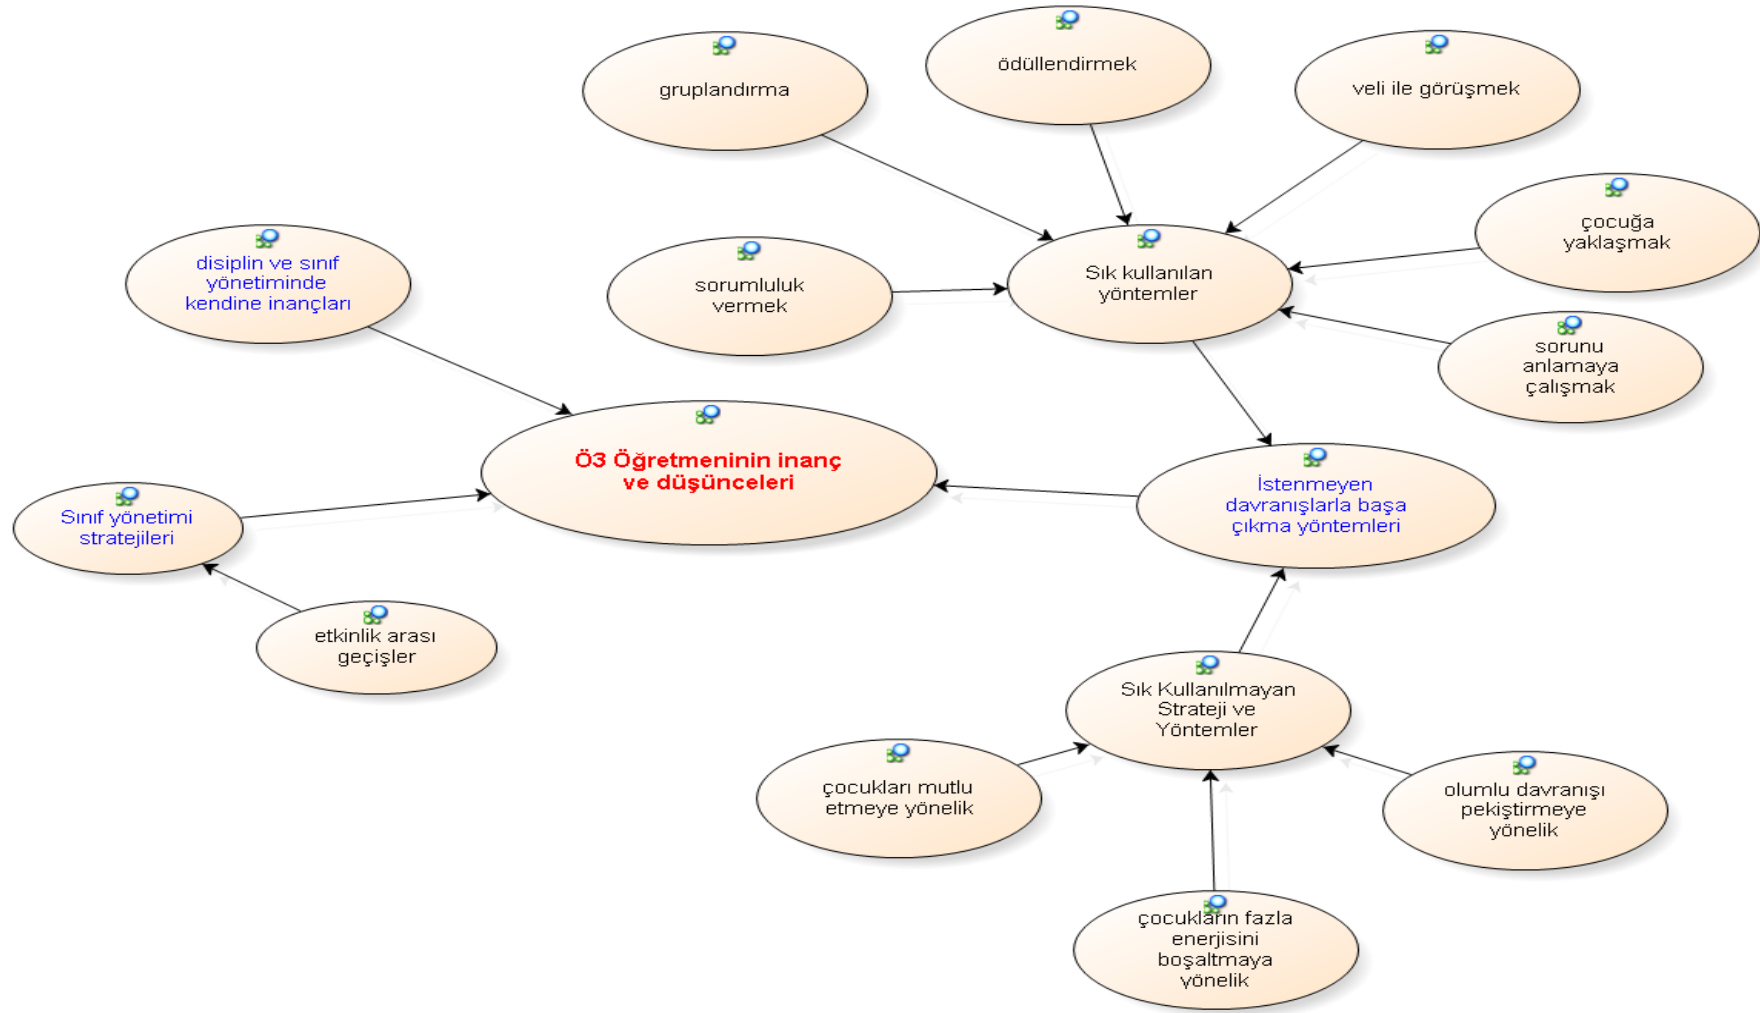 gruplandırma
ödüllendirmek
veli ile görüşmek
çocuğa
yaklaşmak
disiplin ve sınıf
yönetiminde
kendine inançları
sorumluluk
vermek
Sık kullanılan
yöntemler
sorunu
anlamaya
çalışmak
Ö3 Öğretmeninin inanç
ve düşünceleri
İstenmeyen
davranışlarla başa
çıkma yöntemleri
Sınıf yönetimi
stratejileri
etkinlik arası
geçişler
Sık Kullanılmayan
Strateji ve
Yöntemler
çocukları mutlu
etmeye yönelik
olumlu davranışı
pekiştirmeye
yönelik
çocukların fazla
enerjisini
boşaltmaya
yönelik